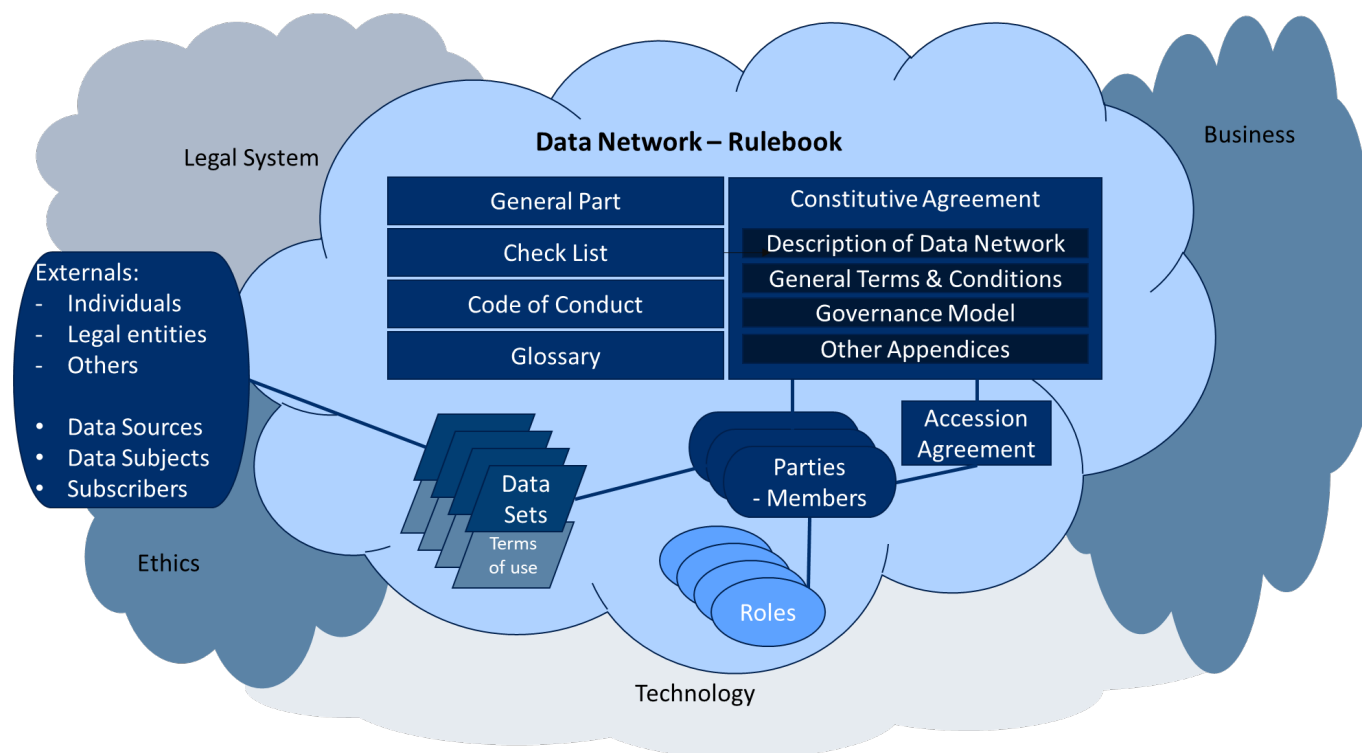 Data Network – Rulebook
Legal System
Business
General Part
Check List
Code of Conduct
Glossary
Constitutive Agreement
Description of Data Network
General Terms & Conditions
Governance Model
Other Appendices
Externals:
- Individuals
- Legal entities
- Others
• Data Sources
• Data Subjects
• Subscribers
Accession
Agreement
Parties
- Members
Data
Sets
Terms
of use
Ethics
Roles
Technology